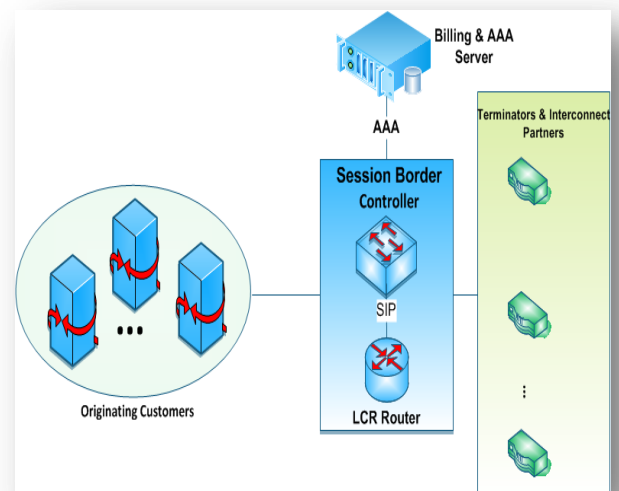 Billing & AAA
Server
AAA
Terminators & Interconnect
Partners
Session Border
Controller
SIP
LCR Router
...
Originating Customers
⋮